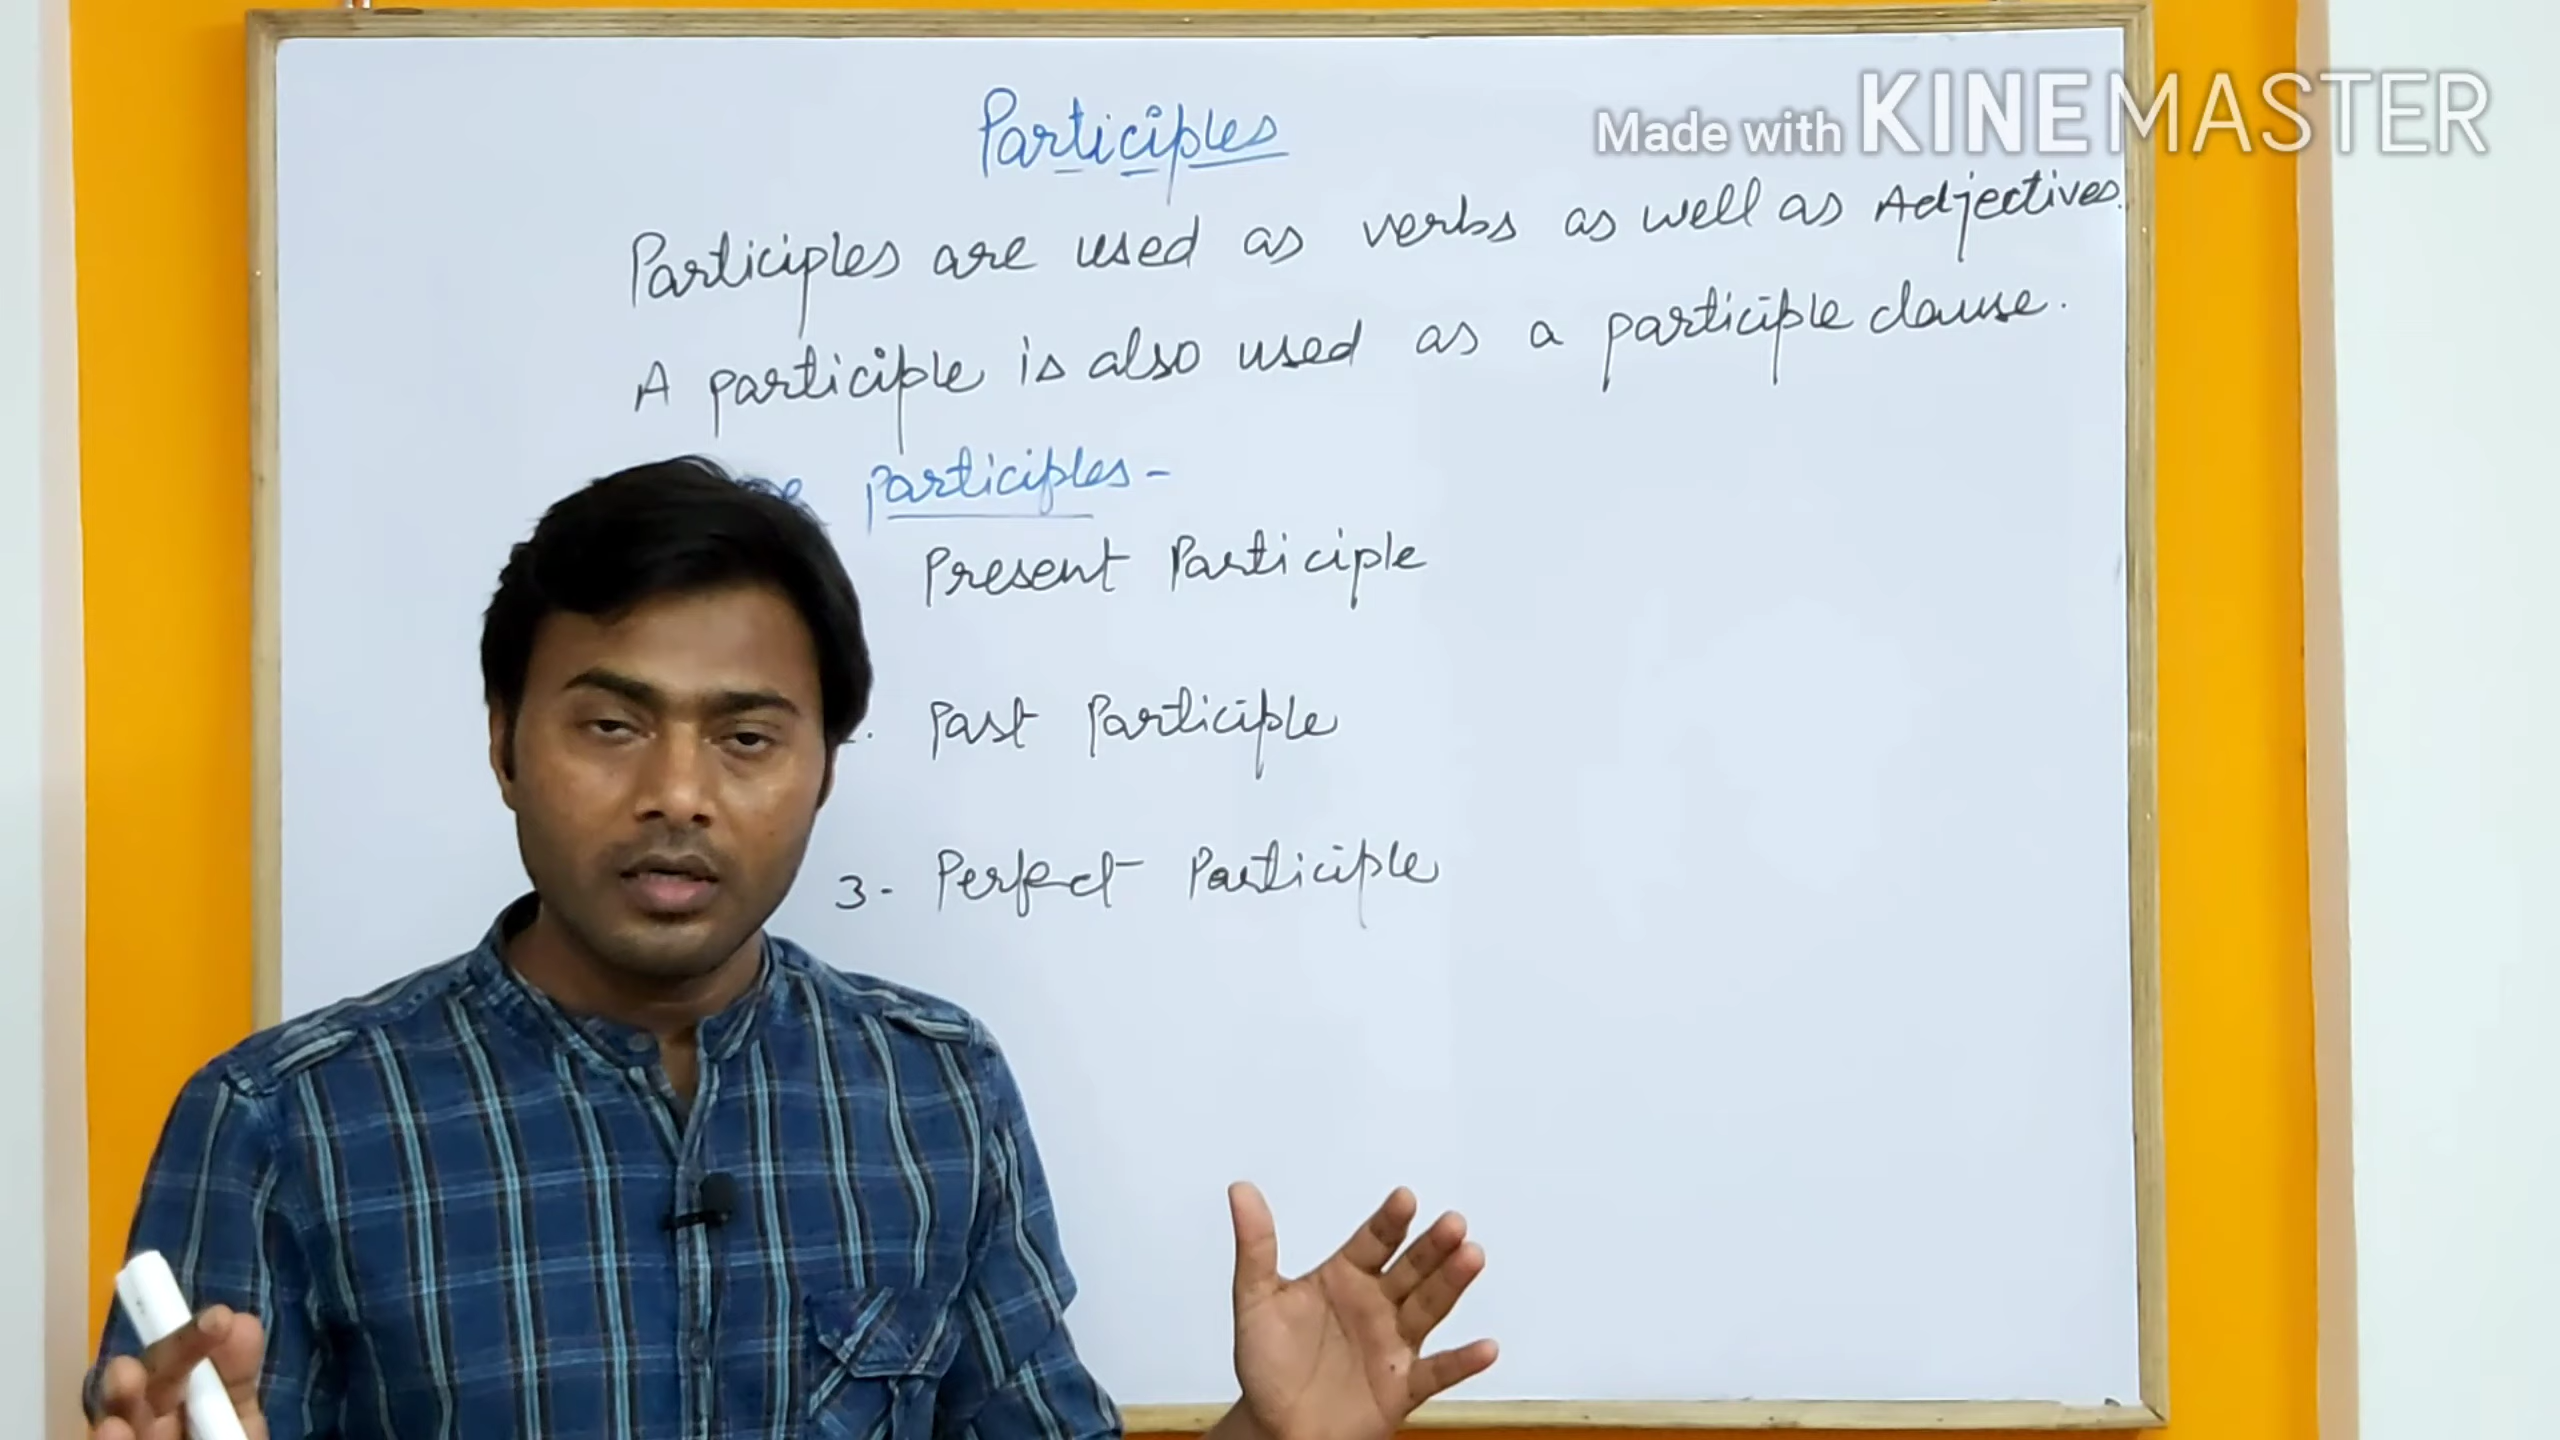 Participles
Made with KINEMASTER
Participles are used as verbs as well as Adjectives.
A participle is also used as a participle clause.
participles-
Present Participle
Past Participle
3- Perfect Participle